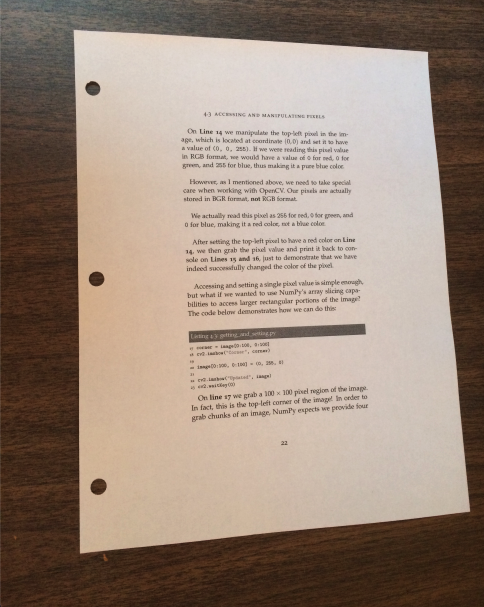 4.3 ACCESSING AND MANIPULATING PIXELS
On Line 14 we manipulate the top-left pixel in the im-
age, which is located at coordinate (0,0) and set it to have
a value of (0, 0, 255). If we were reading this pixel value
in RGB format, we would have a value of 0 for red, 0 for
green, and 255 for blue, thus making it a pure blue color.
However, as I mentioned above, we need to take special
care when working with OpenCV. Our pixels are actually
stored in BGR format, not RGB format.
We actually read this pixel as 255 for red, 0 for green, and
0 for blue, making it a red color, not a blue color.
After setting the top-left pixel to have a red color on Line
14, we then grab the pixel value and print it back to con-
sole on Lines 15 and 16, just to demonstrate that we have
indeed successfully changed the color of the pixel.
Accessing and setting a single pixel value is simple enough,
but what if we wanted to use NumPy's array slicing capa-
bilities to access larger rectangular portions of the image?
The code below demonstrates how we can do this:
Listing 4.3: getting_and_setting.py
17 corner = image[0:100, 0:100]
18 cv2.imshow("Corner", corner)
19
20 image[0:100, 0:100] = (0, 255, 0)
21
22 cv2.imshow("Updated", image)
23 cv2.waitKey(0)
On line 17 we grab a 100 × 100 pixel region of the image.
In fact, this is the top-left corner of the image! In order to
grab chunks of an image, NumPy expects we provide four
22